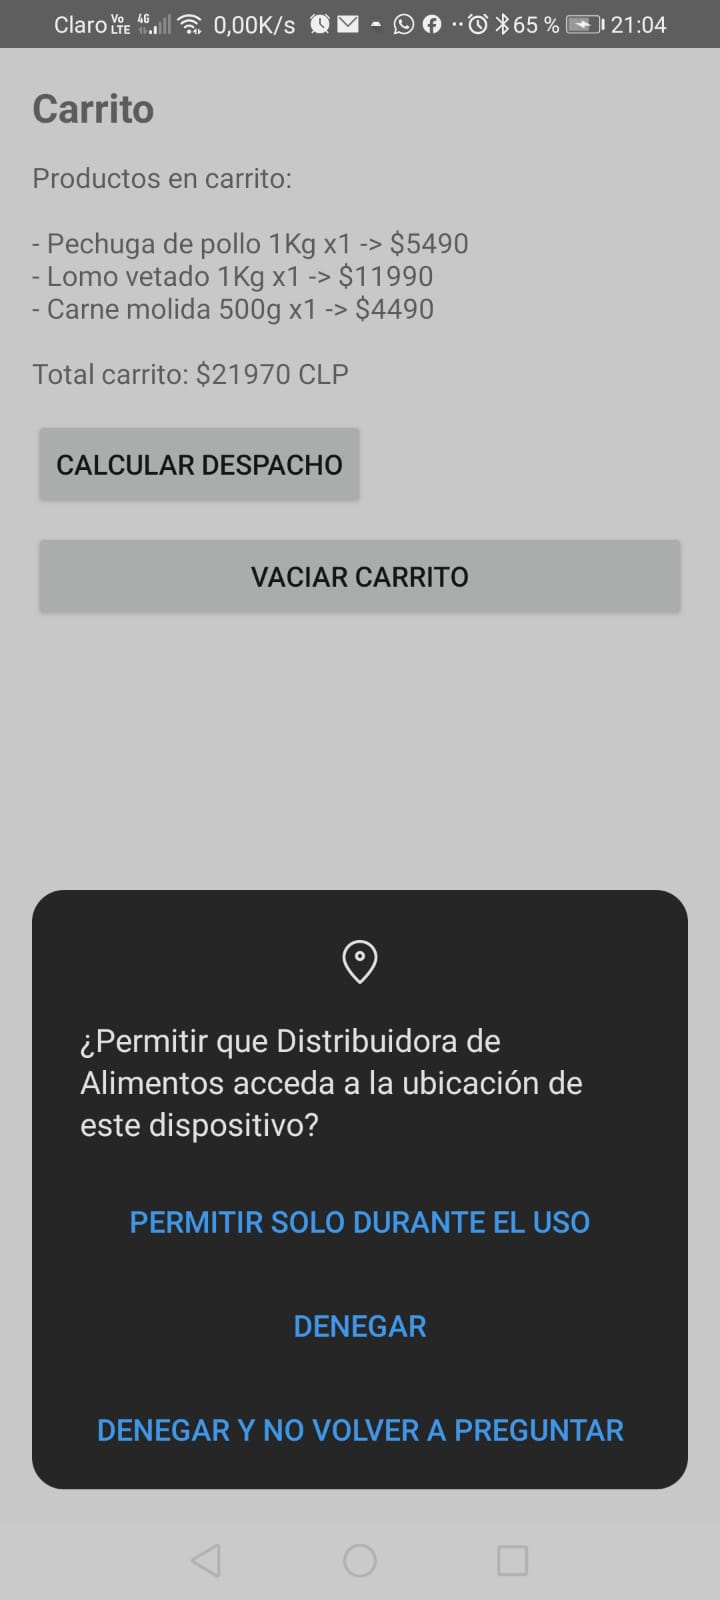 Claro Vo LTE 4G 0,00K/s 65 % 21:04
Carrito
Productos en carrito:
- Pechuga de pollo 1Kg x1 -> $5490
- Lomo vetado 1Kg x1 -> $11990
- Carne molida 500g x1 -> $4490
Total carrito: $21970 CLP
CALCULAR DESPACHO
VACIAR CARRITO
¿Permitir que Distribuidora de
Alimentos acceda a la ubicación de
este dispositivo?
PERMITIR SOLO DURANTE EL USO
DENEGAR
DENEGAR Y NO VOLVER A PREGUNTAR